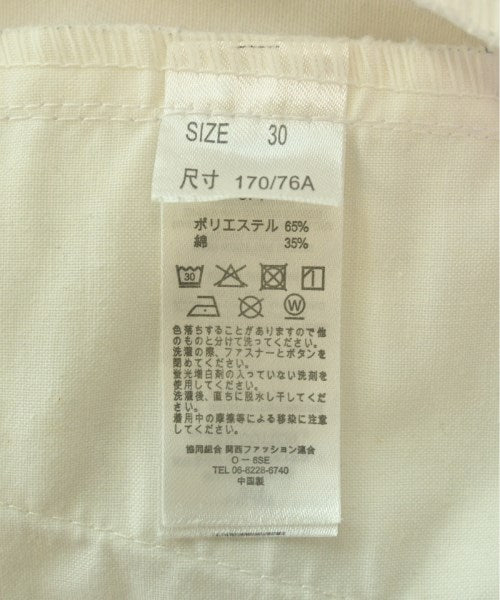 SIZE 30
尺寸 170/76A
ポリエステル 65%
綿 35%
30
W
色落ちすることがありますので他
のものと分けて洗ってください。
洗濯の際、ファスナーとボタンを
閉めてください。
蛍光増白剤の入っていない洗剤を
使用してください。
洗濯後、直ちに脱水し干してくだ
さい。
着用中の摩擦等による移染に注意
してください。
協同組合 関西ファッション連合
O－6SE
TEL 06-6228-6740
中国製